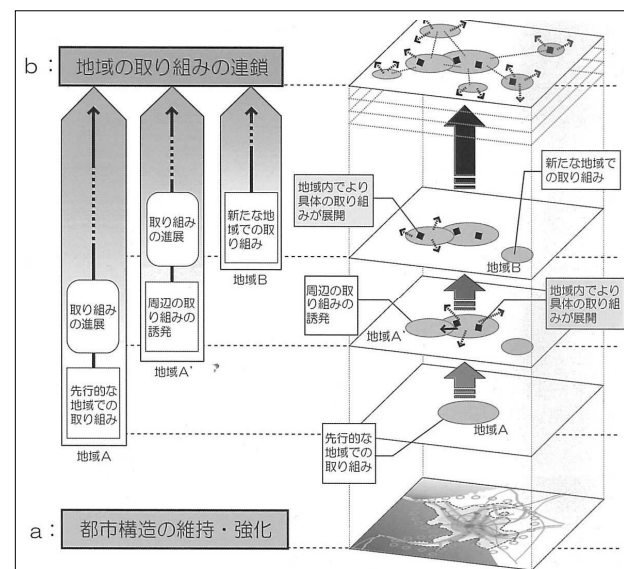 b：
地域の取り組みの連鎖
取り組み
の進展
先行的な
地域での
取り組み
地域A
取り組み
の進展
周辺の
取り組みの
誘発
地域A'
新たな地
域での取
り組み
地域B
新たな地域で
の取り組み
地域内でより
具体の取り組
みが展開
地域B
周辺の取り
組みの
誘発
地域A'
地域内でより
具体の取り組
みが展開
地域A
先行的な
地域での
取り組み
a：
都市構造の維持・強化